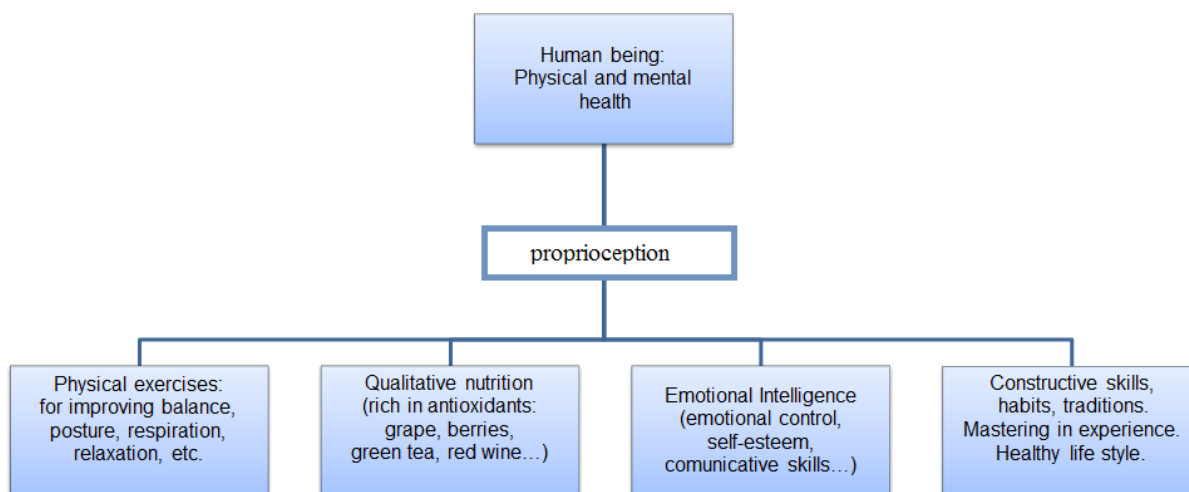 Human being:
Physical and mental
health
proprioception
Physical exercises:
for improving balance,
posture, respiration,
relaxation, etc.
Qualitative nutrition
(rich in antioxidants:
grape, berries,
green tea, red wine…)
Emotional Intelligence
(emotional control,
self-esteem,
comunicative skills…)
Constructive skills,
habits, traditions.
Mastering in experience.
Healthy life style.